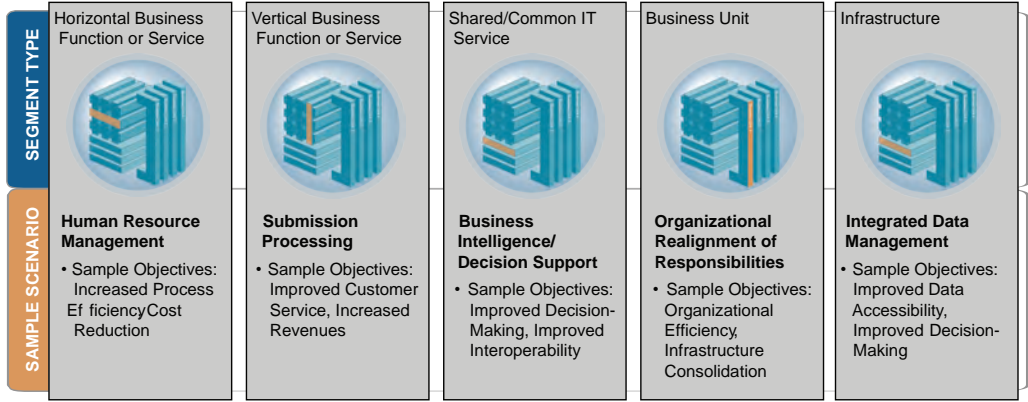 SEGMENT TYPE
Horizontal Business
Function or Service
Vertical Business
Function or Service
Shared/Common IT
Service
Business Unit
Infrastructure
SAMPLE SCENARIO
Human Resource
Management
• Sample Objectives:
Increased Process
Ef ficiency,Cost
Reduction
Submission
Processing
• Sample Objectives:
Improved Customer
Service, Increased
Revenues
Business
Intelligence/
Decision Support
• Sample Objectives:
Improved Decision-
Making, Improved
Interoperability
Organizational
Realignment of
Responsibilities
• Sample Objectives:
Organizational
Efficiency,
Infrastructure
Consolidation
Integrated Data
Management
• Sample Objectives:
Improved Data
Accessibility,
Improved Decision-
Making